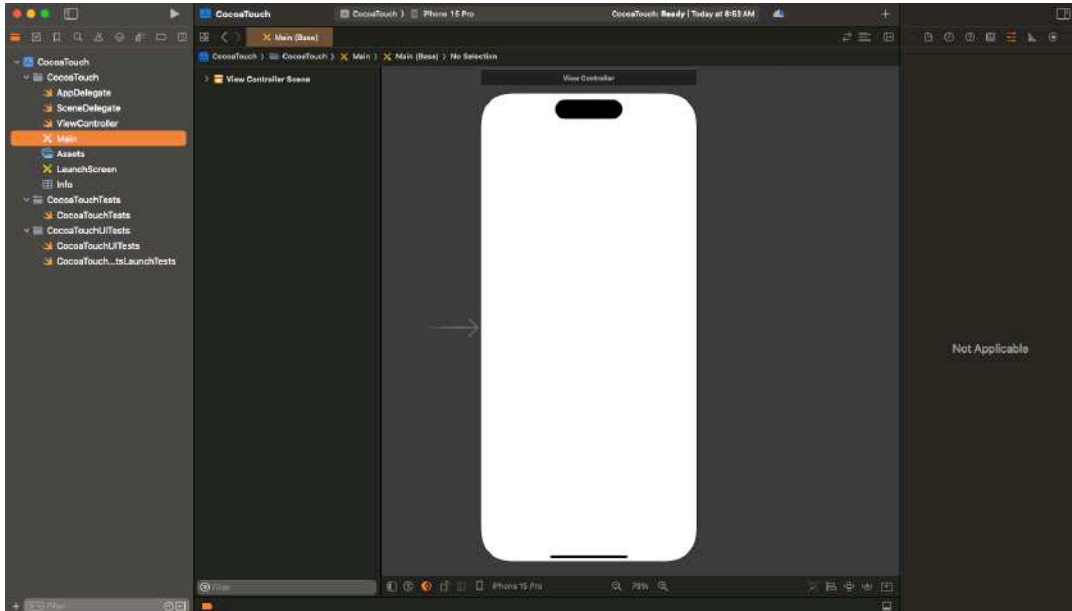 CocoaTouch
CocoaTouch 〉 iPhone 15 Pro
CocoaTouch: Ready | Today at 8:53 AM
Main (Base)
CocoaTouch 〉 CocoaTouch 〉 Main 〉 Main (Base) 〉 No Selection
CocoaTouch
CocoaTouch
AppDelegate
SceneDelegate
ViewController
Main
Assets
LaunchScreen
Info
CocoaTouchTests
CocoaTouchTests
CocoaTouchUITests
CocoaTouchUITests
CocoaTouch...tsLaunchTests
Filter
View Controller Scene
Filter
View Controller
iPhone 15 Pro
79%
Not Applicable